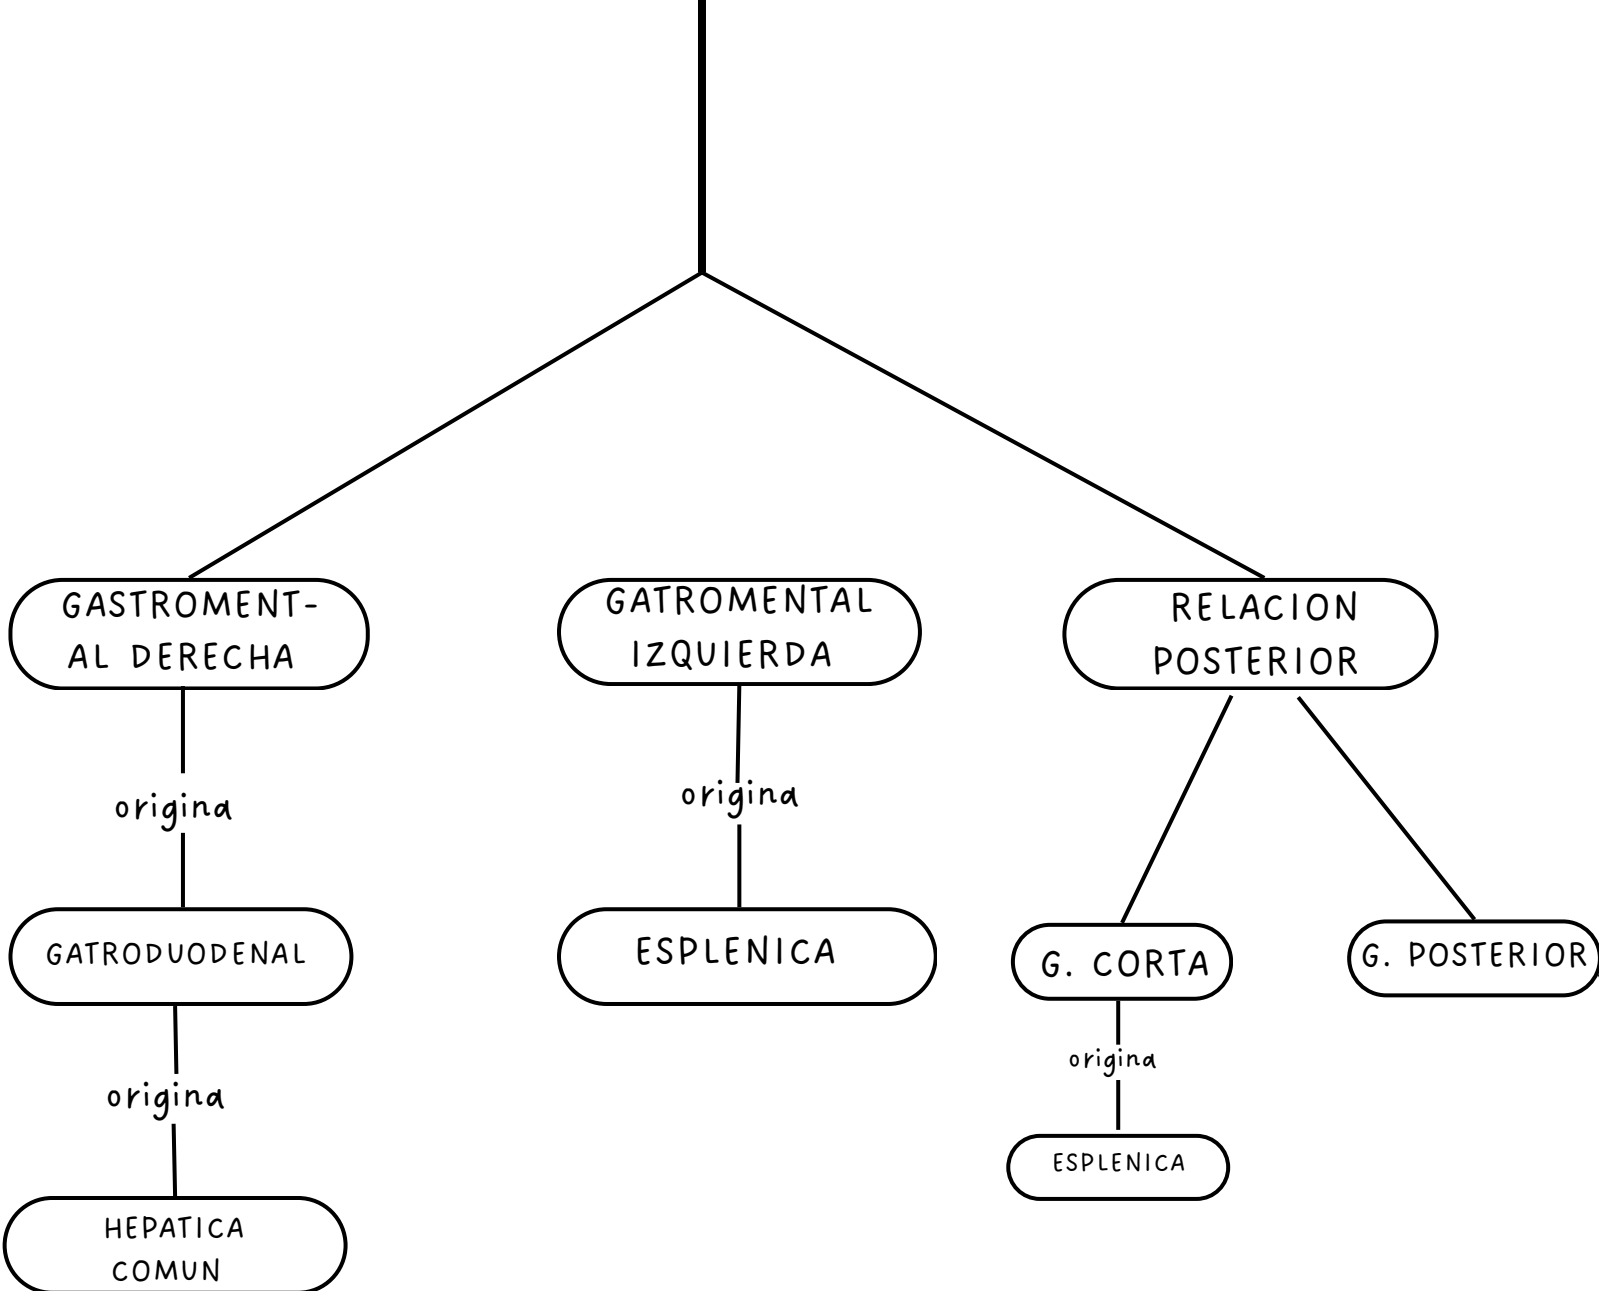 GASTROMENT-
AL DERECHA
GATROMENTAL
IZQUIERDA
RELACION
POSTERIOR
origina
origina
GATRODUODENAL
ESPLENICA
G. CORTA
G. POSTERIOR
origina
origina
ESPLENICA
HEPATICA
COMUN